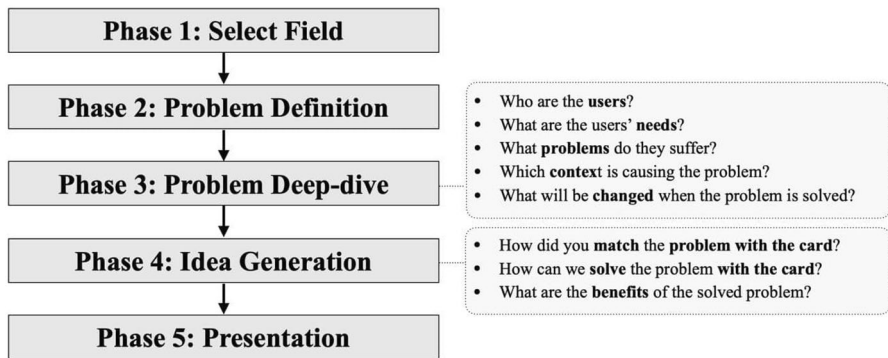 Phase 1: Select Field
Phase 2: Problem Definition
Phase 3: Problem Deep-dive
• Who are the users?
• What are the users’ needs?
• What problems do they suffer?
• Which context is causing the problem?
• What will be changed when the problem is solved?
Phase 4: Idea Generation
• How did you match the problem with the card?
• How can we solve the problem with the card?
• What are the benefits of the solved problem?
Phase 5: Presentation